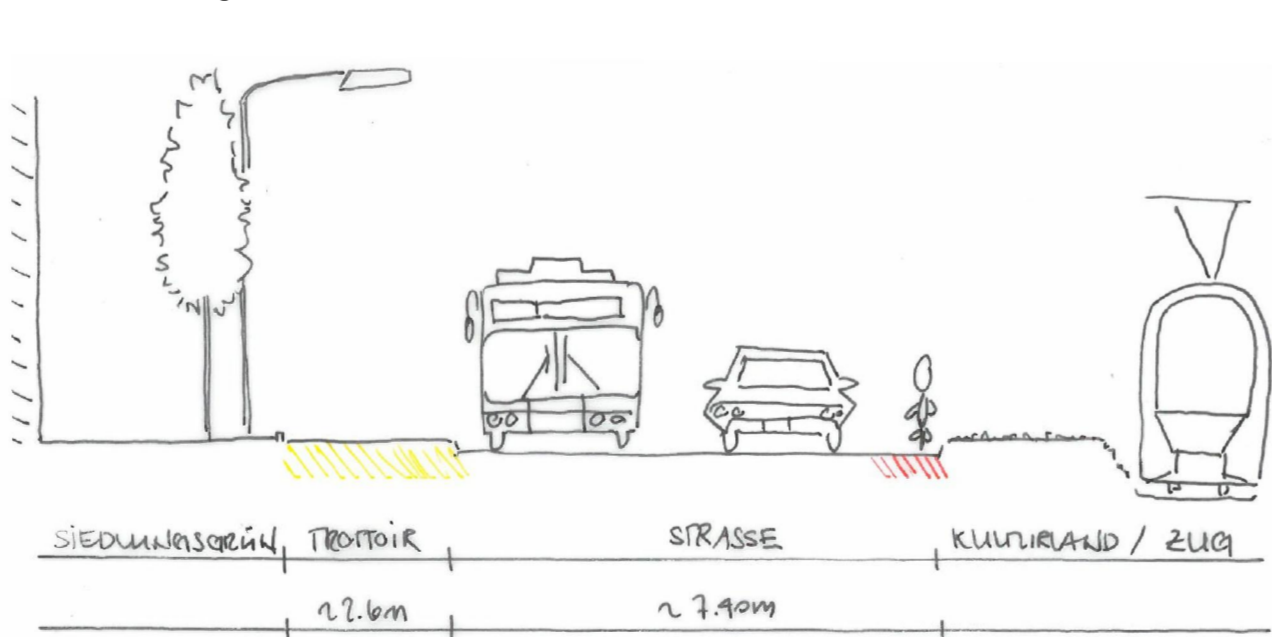 SIEDLUNGSGRÜN TROTTOIR STRASSE KULTURLAND / ZUG
~2.6m ~7.40m